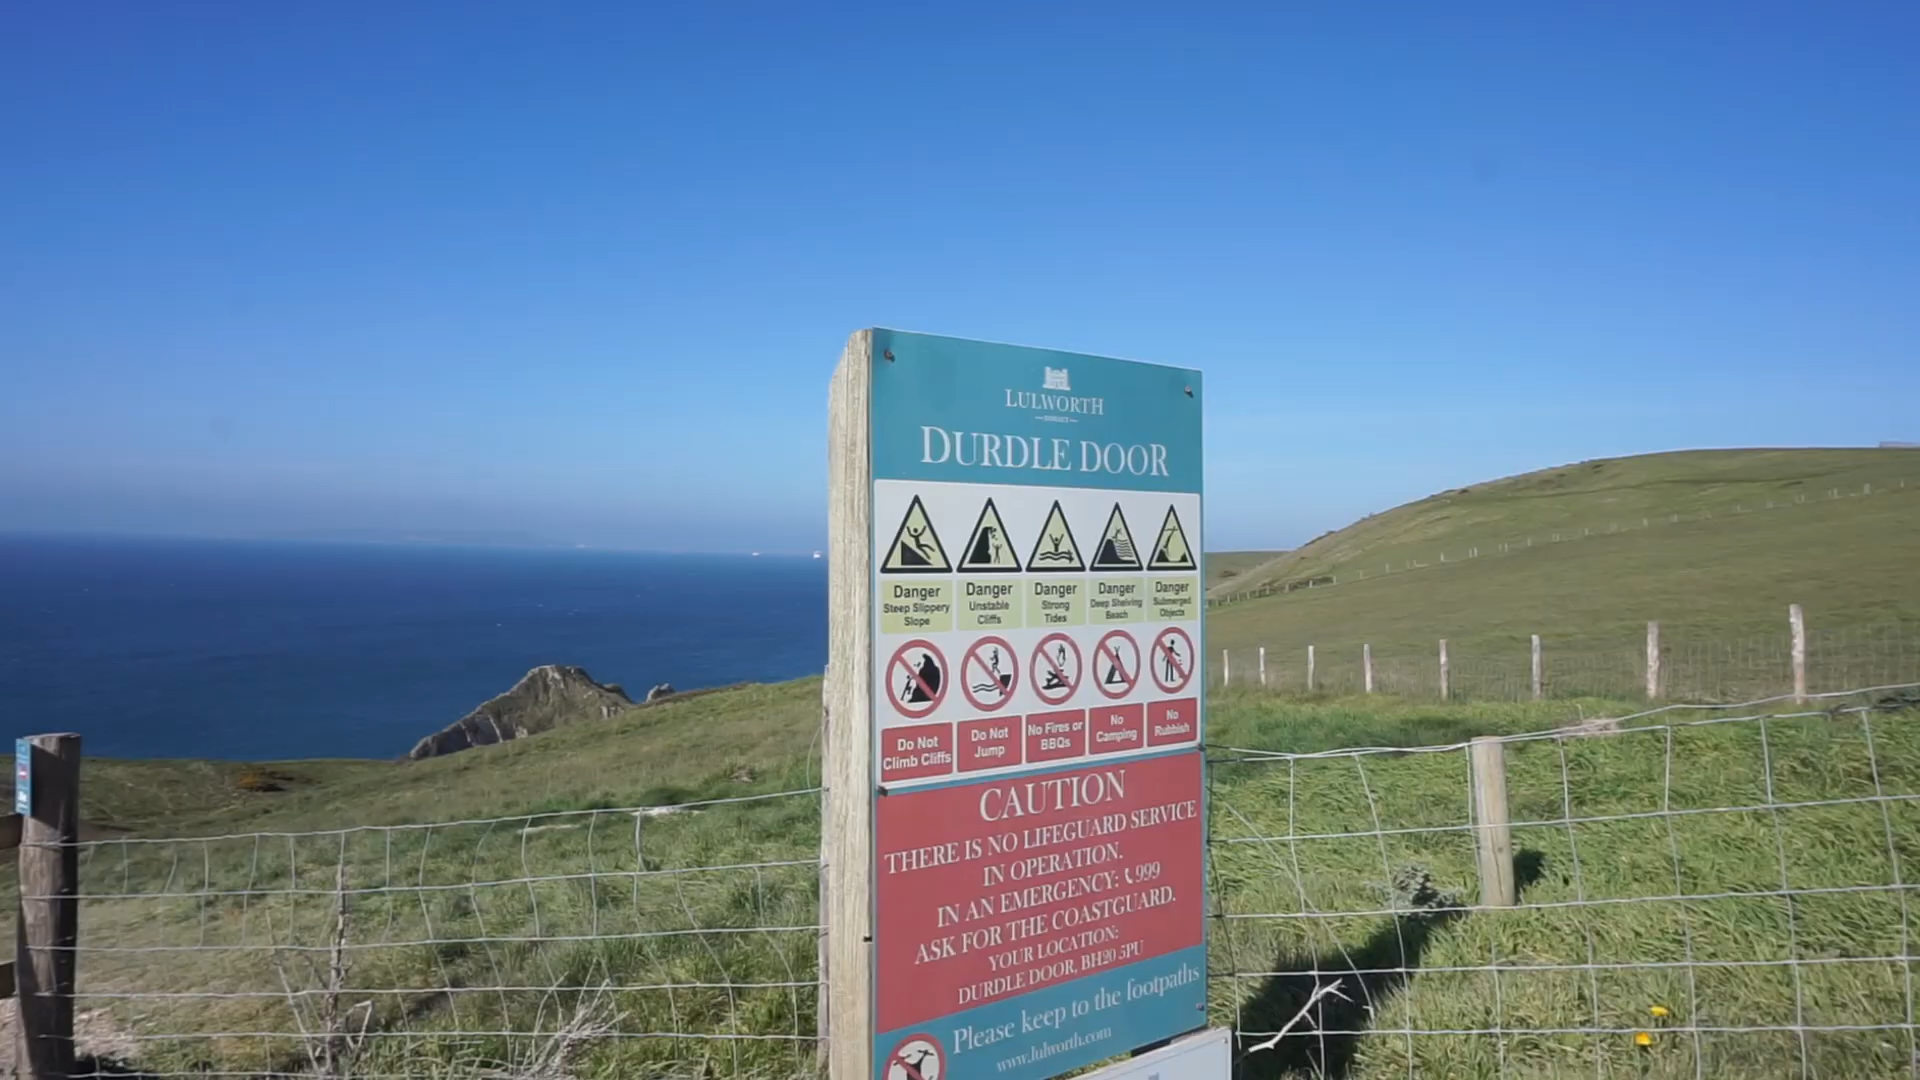 LULWORTH
DORSET
DURDLE DOOR
Danger
Steep Slippery
Slope
Danger
Unstable
Cliffs
Danger
Strong
Tides
Danger
Deep Shelving
Beach
Danger
Submerged
Objects
Do Not
Climb Cliffs
Do Not
Jump
No Fires or
BBQs
No
Camping
No
Rubbish
CAUTION
THERE IS NO LIFEGUARD SERVICE
IN OPERATION.
IN AN EMERGENCY: 999
ASK FOR THE COASTGUARD.
YOUR LOCATION:
DURDLE DOOR, BH20 5PU
Please keep to the footpaths
www.lulworth.com